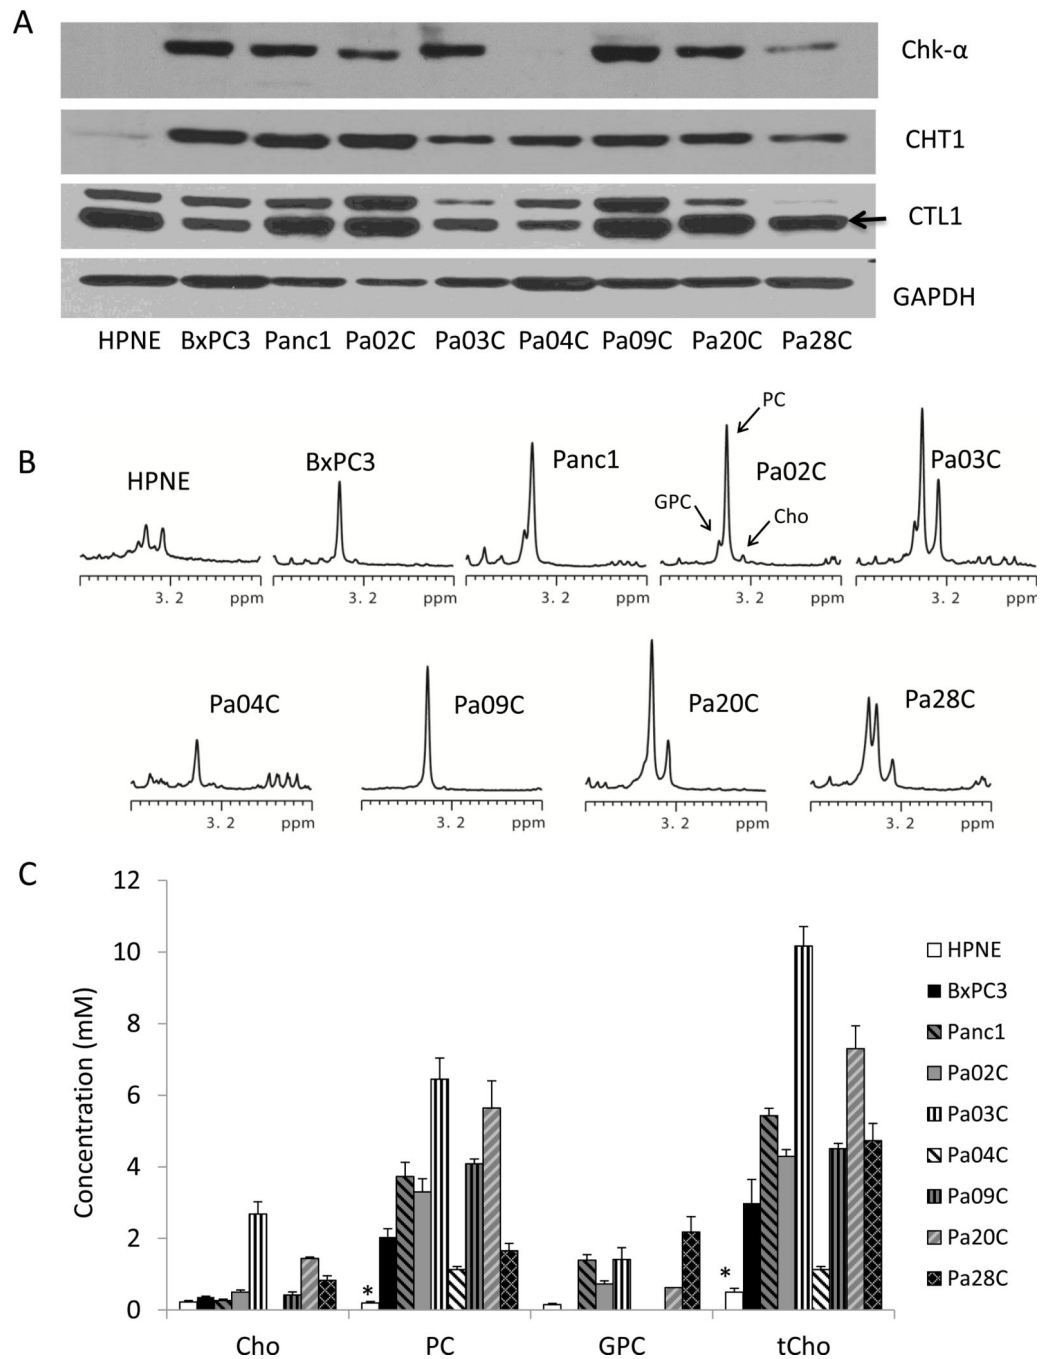 A
Chk-α
CHT1
CTL1
GAPDH
HPNE BxPC3 Panc1 Pa02C Pa03C Pa04C Pa09C Pa20C Pa28C
B
HPNE
BxPC3
Panc1
PC
GPC
Pa02C
Cho
Pa03C
3.2 ppm
3.2 ppm
3.2 ppm
3.2 ppm
3.2 ppm
Pa04C
Pa09C
Pa20C
Pa28C
3.2 ppm
3.2 ppm
3.2 ppm
3.2 ppm
C
Concentration (mM)
12
10
8
6
4
2
0
*
*
Cho PC GPC tCho
HPNE
BxPC3
Panc1
Pa02C
Pa03C
Pa04C
Pa09C
Pa20C
Pa28C